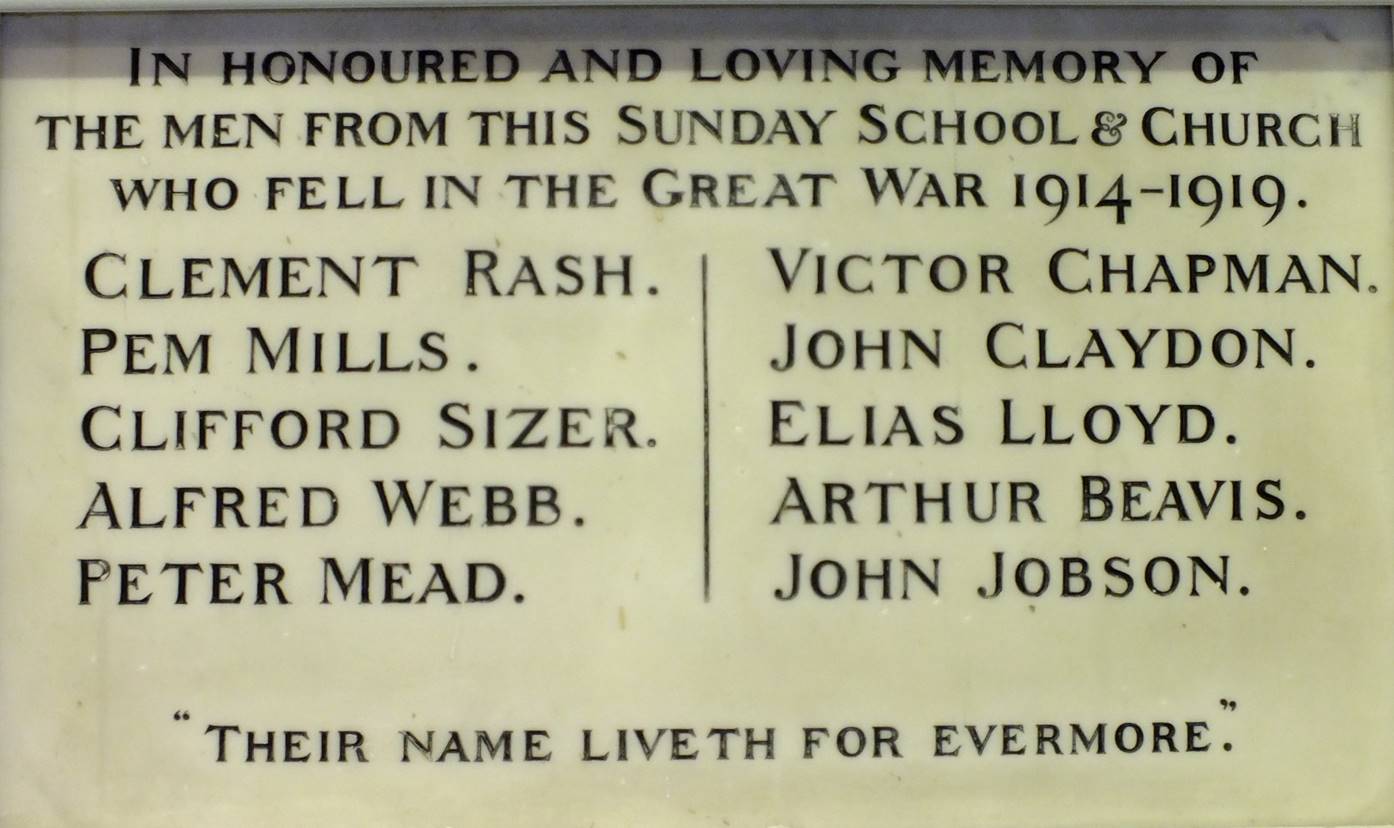 IN HONOURED AND LOVING MEMORY OF
THE MEN FROM THIS SUNDAY SCHOOL & CHURCH
WHO FELL IN THE GREAT WAR 1914-1919.
CLEMENT RASH.
PEM MILLS.
CLIFFORD SIZER.
ALFRED WEBB.
PETER MEAD.
VICTOR CHAPMAN.
JOHN CLAYDON.
ELIAS LLOYD.
ARTHUR BEAVIS.
JOHN JOBSON.
“THEIR NAME LIVETH FOR EVERMORE.”